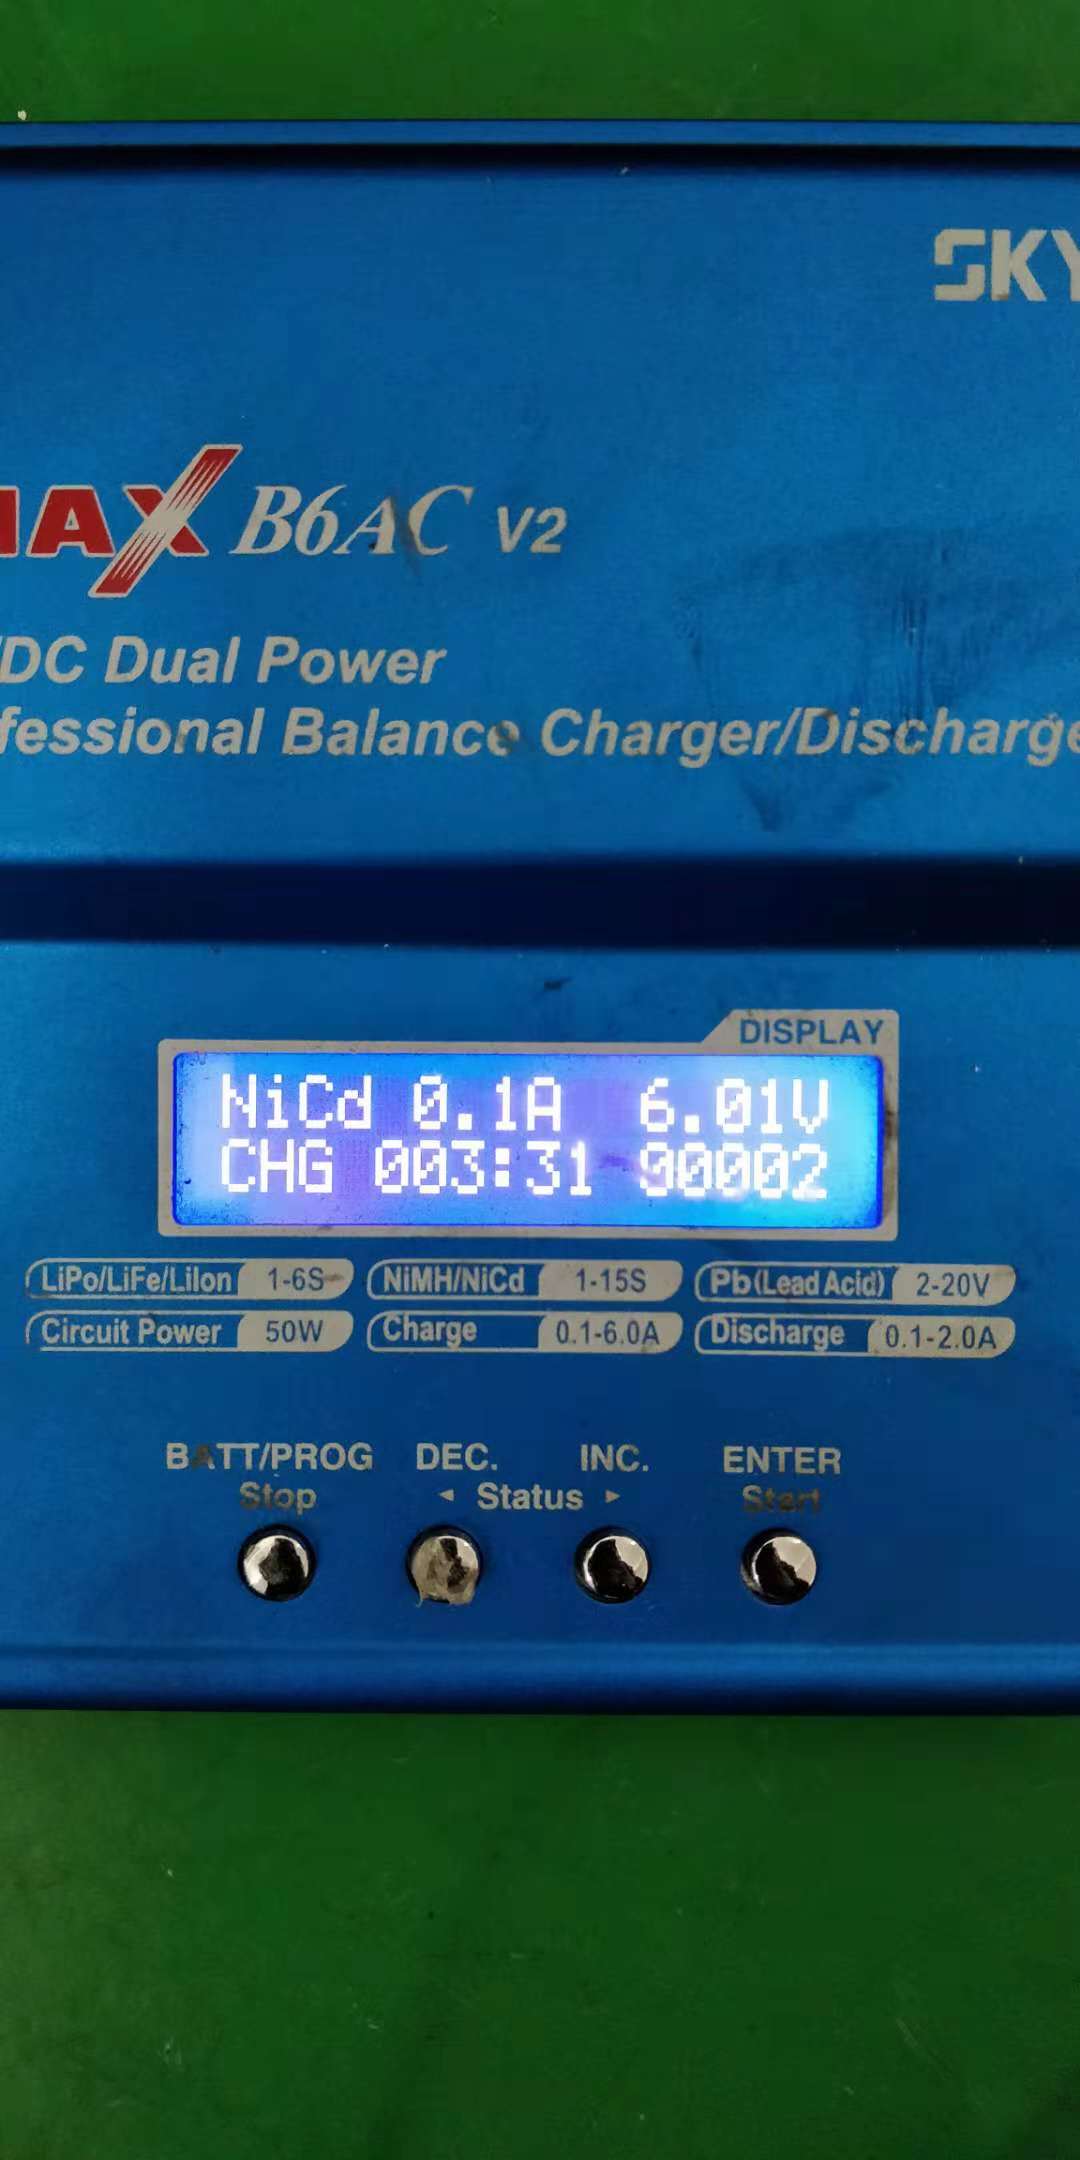 SKY
MAX B6AC V2
/DC Dual Power
fessional Balance Charger/Discharge
DISPLAY
NiCd 0.1A 6.01V
CHG 003:31 00002
LiPo/LiFe/LiIon 1-6S NiMH/NiCd 1-15S Pb(Lead Acid) 2-20V
Circuit Power 50W Charge 0.1-6.0A Discharge 0.1-2.0A
BATT/PROG DEC. INC. ENTER
Stop ◄ Status ► Start